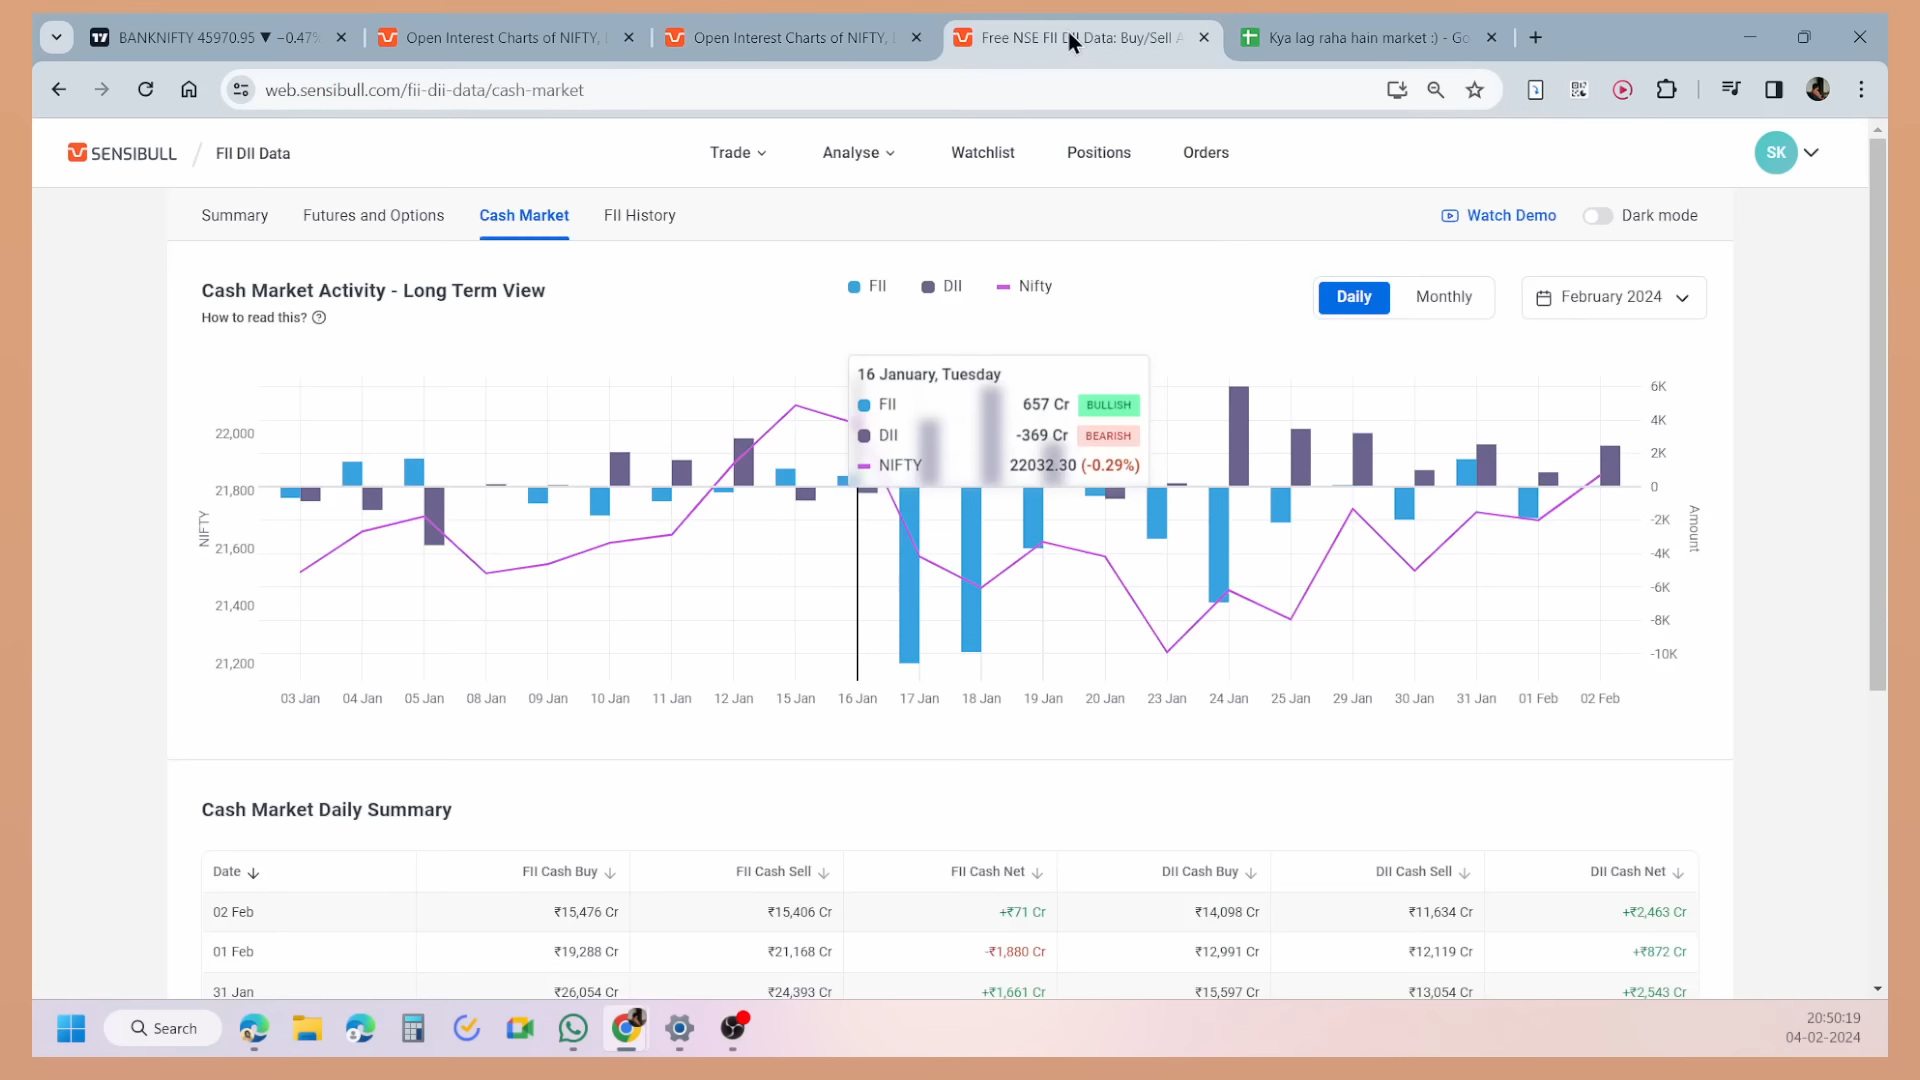 BANKNIFTY 45970.95 ▼ −0.47%
Open Interest Charts of NIFTY,
Open Interest Charts of NIFTY,
Free NSE FII DII Data: Buy/Sell A
Kya lag raha hain market :) - Go
web.sensibull.com/fii-dii-data/cash-market
SENSIBULL / FII DII Data
Trade
Analyse
Watchlist
Positions
Orders
SK
Summary
Futures and Options
Cash Market
FII History
Watch Demo
Dark mode
Cash Market Activity - Long Term View
How to read this?
FII
DII
Nifty
Daily
Monthly
February 2024
16 January, Tuesday
FII 657 Cr BULLISH
DII -369 Cr BEARISH
NIFTY 22032.30 (-0.29%)
22,000
21,800
21,600
21,400
21,200
NIFTY
6K
4K
2K
0
-2K
-4K
-6K
-8K
-10K
Amount
03 Jan 04 Jan 05 Jan 08 Jan 09 Jan 10 Jan 11 Jan 12 Jan 15 Jan 16 Jan 17 Jan 18 Jan 19 Jan 20 Jan 23 Jan 24 Jan 25 Jan 29 Jan 30 Jan 31 Jan 01 Feb 02 Feb
Cash Market Daily Summary
Date FII Cash Buy FII Cash Sell FII Cash Net DII Cash Buy DII Cash Sell DII Cash Net
02 Feb ₹15,476 Cr ₹15,406 Cr +₹71 Cr ₹14,098 Cr ₹11,634 Cr +₹2,463 Cr
01 Feb ₹19,288 Cr ₹21,168 Cr -₹1,880 Cr ₹12,991 Cr ₹12,119 Cr +₹872 Cr
31 Jan ₹26,054 Cr ₹24,393 Cr +₹1,661 Cr ₹15,597 Cr ₹13,054 Cr +₹2,543 Cr
Search
20:50:19
04-02-2024